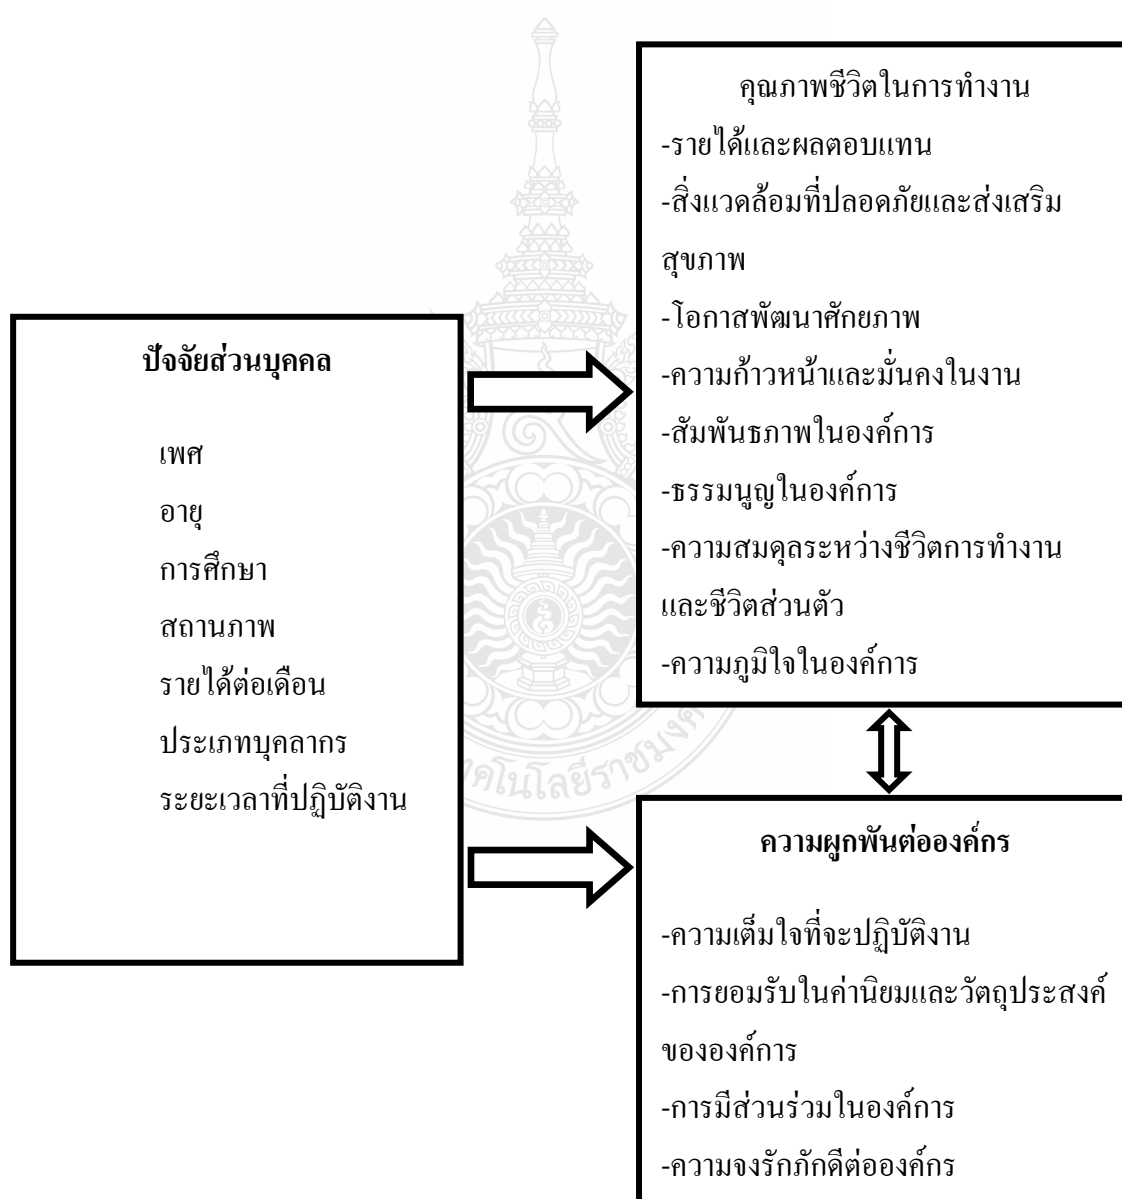 คุณภาพชีวิตในการทำงาน
-รายได้และผลตอบแทน
-สิ่งแวดล้อมที่ปลอดภัยและส่งเสริม
สุขภาพ
-โอกาสพัฒนาศักยภาพ
-ความก้าวหน้าและมั่นคงในงาน
-สัมพันธภาพในองค์การ
-ธรรมนูญในองค์การ
-ความสมดุลระหว่างชีวิตการทำงาน
และชีวิตส่วนตัว
-ความภูมิใจในองค์การ
ปัจจัยส่วนบุคคล
เพศ
อายุ
การศึกษา
สถานภาพ
รายได้ต่อเดือน
ประเภทบุคลากร
ระยะเวลาที่ปฏิบัติงาน
ความผูกพันต่อองค์กร
-ความเต็มใจที่จะปฏิบัติงาน
-การยอมรับในค่านิยมและวัตถุประสงค์
ขององค์การ
-การมีส่วนร่วมในองค์การ
-ความจงรักภักดีต่อองค์กร